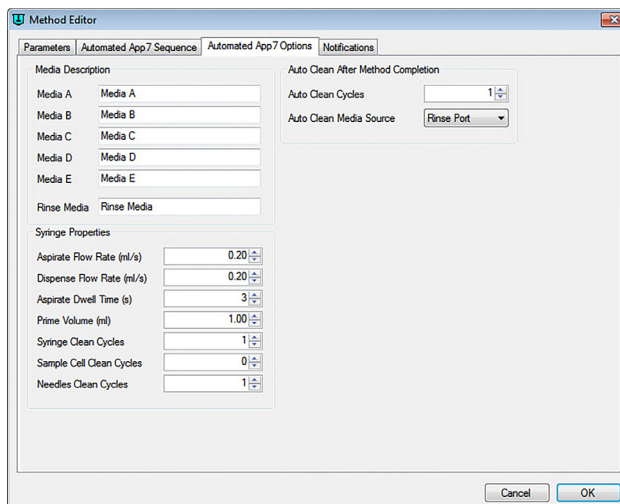 Method Editor
Parameters
Automated App7 Sequence
Automated App7 Options
Notifications
Media Description
Media A Media A
Media B Media B
Media C Media C
Media D Media D
Media E Media E
Rinse Media Rinse Media
Syringe Properties
Aspirate Flow Rate (ml/s) 0.20
Dispense Flow Rate (ml/s) 0.20
Aspirate Dwell Time (s) 3
Prime Volume (ml) 1.00
Syringe Clean Cycles 1
Sample Cell Clean Cycles 0
Needles Clean Cycles 1
Auto Clean After Method Completion
Auto Clean Cycles 1
Auto Clean Media Source Rinse Port
Cancel
OK